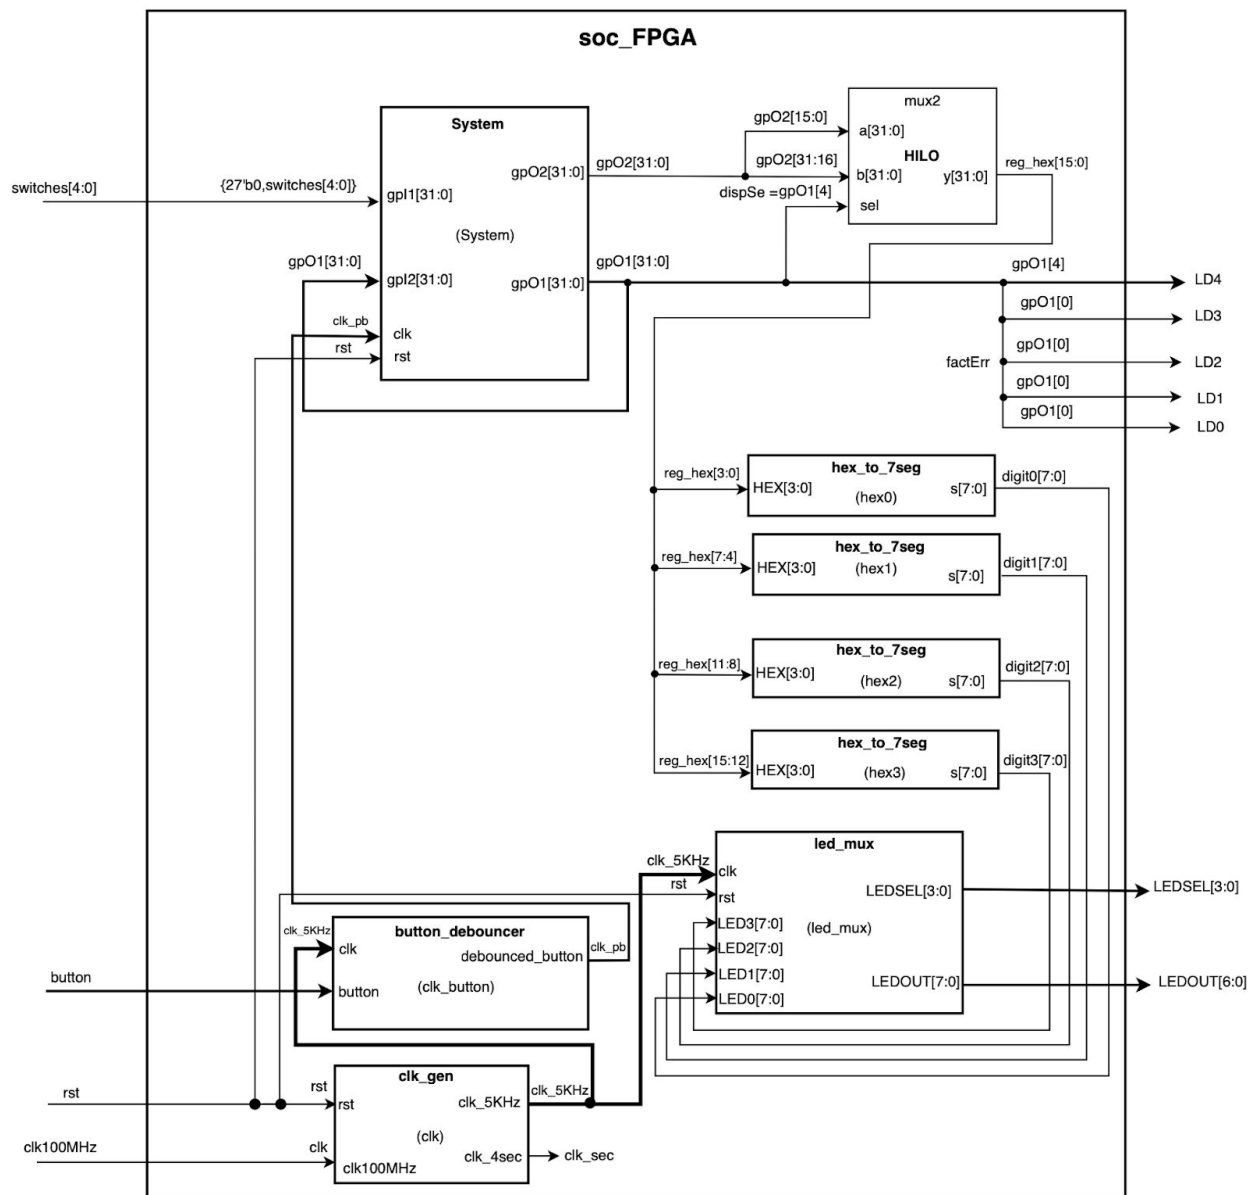 soc_FPGA
mux2
a[31:0]
HILO
b[31:0]
y[31:0]
sel
gpO2[15:0]
gpO2[31:16]
dispSe =gpO1[4]
reg_hex[15:0]
System
gpO2[31:0]
gpO2[31:0]
switches[4:0]
{27'b0,switches[4:0]}
gpI1[31:0]
(System)
gpO1[31:0]
gpI2[31:0]
gpO1[31:0]
gpO1[31:0]
clk_pb
clk
rst
rst
gpO1[4]
LD4
gpO1[0]
LD3
gpO1[0]
factErr
LD2
gpO1[0]
LD1
gpO1[0]
LD0
hex_to_7seg
reg_hex[3:0]
HEX[3:0]
(hex0)
s[7:0]
digit0[7:0]
hex_to_7seg
reg_hex[7:4]
HEX[3:0]
(hex1)
s[7:0]
digit1[7:0]
hex_to_7seg
reg_hex[11:8]
HEX[3:0]
(hex2)
s[7:0]
digit2[7:0]
hex_to_7seg
reg_hex[15:12]
HEX[3:0]
(hex3)
s[7:0]
digit3[7:0]
led_mux
clk_5KHz
clk
rst
rst
LEDSEL[3:0]
LEDSEL[3:0]
LED3[7:0]
(led_mux)
LED2[7:0]
LED1[7:0]
LED0[7:0]
LEDOUT[7:0]
LEDOUT[6:0]
button_debouncer
clk_5KHz
clk
debounced_button
clk_pb
button
button
(clk_button)
clk_gen
rst
rst
rst
clk_5KHz
clk_5KHz
(clk)
clk100MHz
clk
clk100MHz
clk_4sec
clk_sec